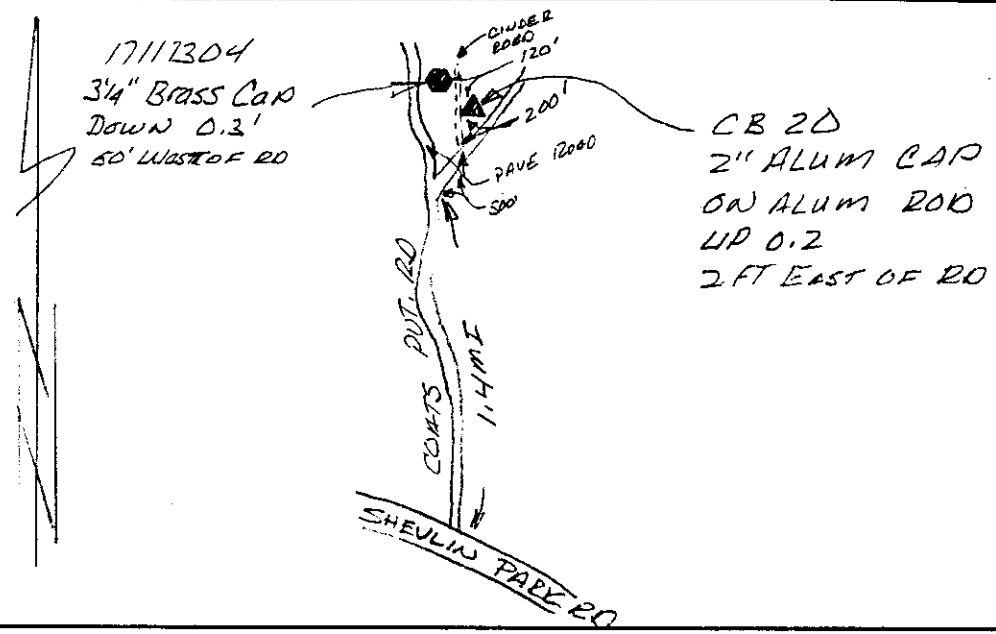 17112304
3¼" Brass Cap
Down 0.3'
50' West of RD
CINDER
ROAD
120'
200'
PAVE ROAD
500'
CB 20
2" ALUM CAP
ON ALUM ROD
UP 0.2
2 FT EAST OF RD
COATS PVT. RD
1.4 MI
SHEVLIN PARK RD